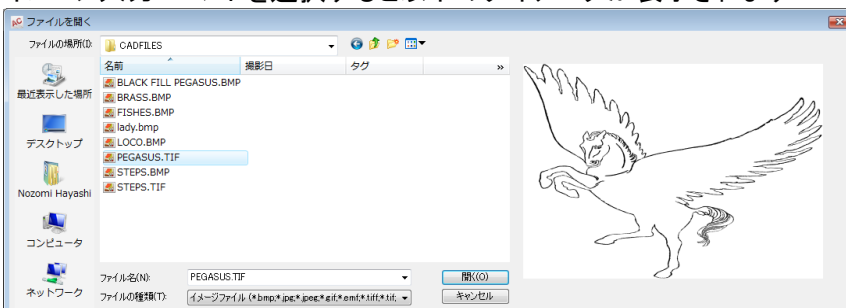 ファイルを開く
ファイルの場所(I):
CADFILES
名前
撮影日
タグ
»
BLACK FILL PEGASUS.BMP
BRASS.BMP
FISHES.BMP
lady.bmp
LOCO.BMP
PEGASUS.TIF
STEPS.BMP
STEPS.TIF
最近表示した場所
デスクトップ
Nozomi Hayashi
コンピュータ
ネットワーク
ファイル名(N):
PEGASUS.TIF
開く(O)
ファイルの種類(T):
イメージファイル (*.bmp;*.jpg;*.jpeg;*.gif;*.emf;*.tiff;*.tif;
キャンセル